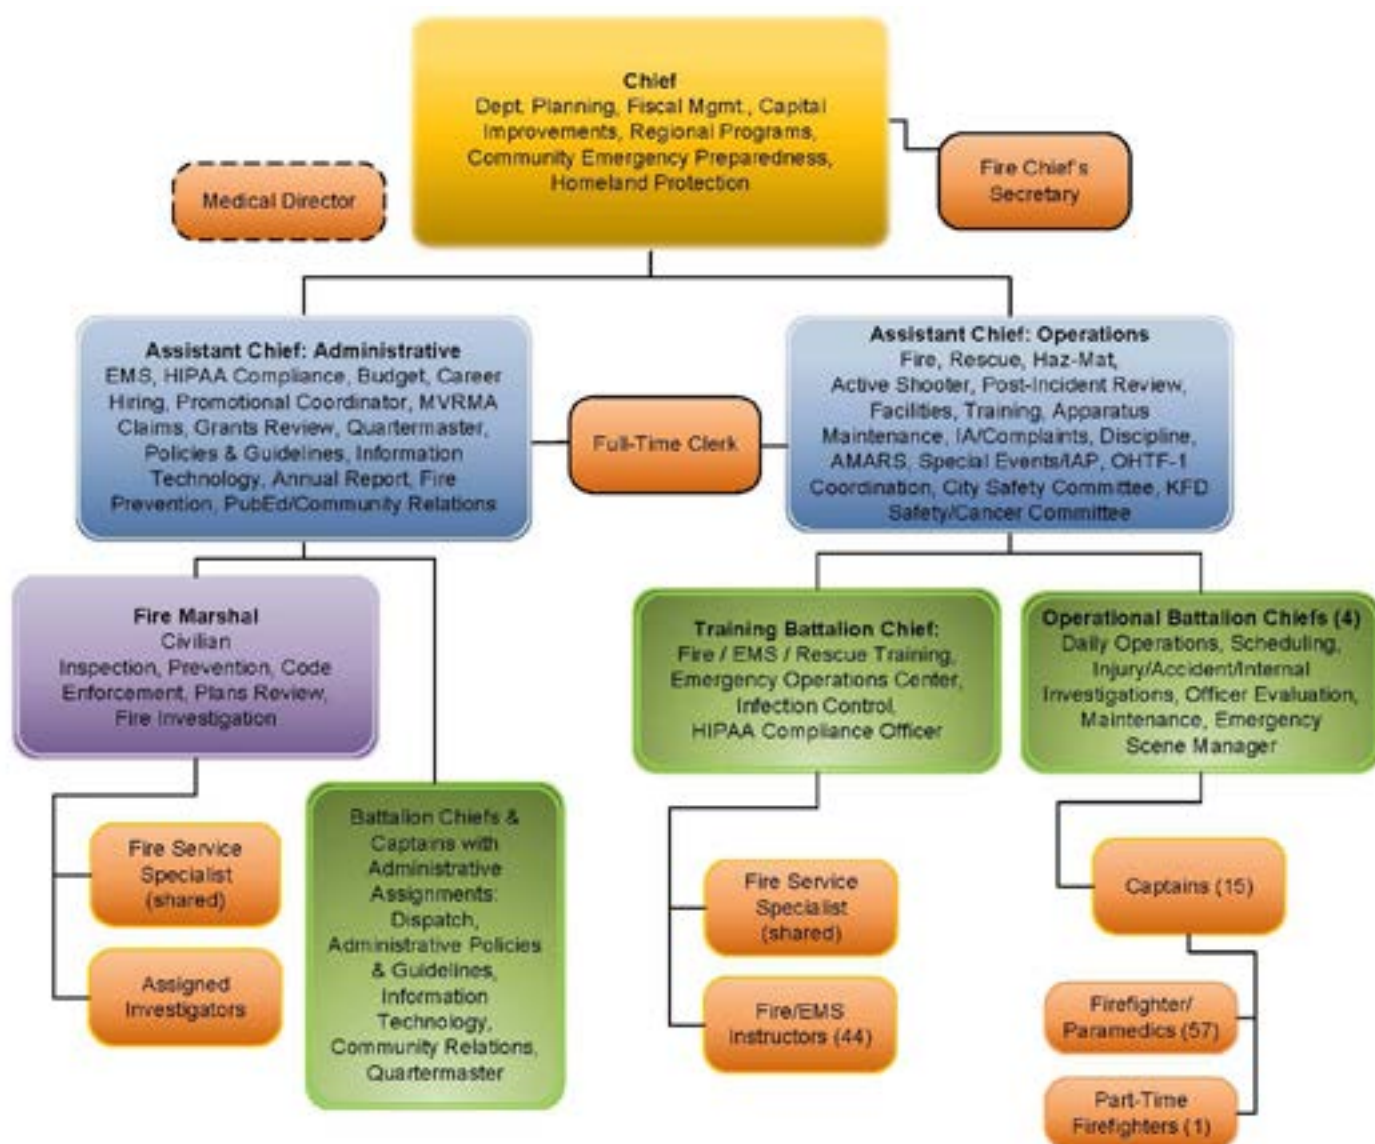 Chief
Dept. Planning, Fiscal Mgmt., Capital
Improvements, Regional Programs,
Community Emergency Preparedness,
Homeland Protection
Medical Director
Fire Chief's
Secretary
Assistant Chief: Administrative
EMS, HIPAA Compliance, Budget, Career
Hiring, Promotional Coordinator, MVRMA
Claims, Grants Review, Quartermaster,
Policies & Guidelines, Information
Technology, Annual Report, Fire
Prevention, PubEd/Community Relations
Full-Time Clerk
Assistant Chief: Operations
Fire, Rescue, Haz-Mat,
Active Shooter, Post-Incident Review,
Facilities, Training, Apparatus
Maintenance, IA/Complaints, Discipline,
AMARS, Special Events/IAP, OHTF-1
Coordination, City Safety Committee, KFD
Safety/Cancer Committee
Fire Marshal
Civilian
Inspection, Prevention, Code
Enforcement, Plans Review,
Fire Investigation
Fire Service
Specialist
(shared)
Assigned
Investigators
Battalion Chiefs &
Captains with
Administrative
Assignments:
Dispatch,
Administrative Policies
& Guidelines,
Information
Technology,
Community Relations,
Quartermaster
Training Battalion Chief:
Fire / EMS / Rescue Training,
Emergency Operations Center,
Infection Control,
HIPAA Compliance Officer
Fire Service
Specialist
(shared)
Fire/EMS
Instructors (44)
Operational Battalion Chiefs (4)
Daily Operations, Scheduling,
Injury/Accident/Internal
Investigations, Officer Evaluation,
Maintenance, Emergency
Scene Manager
Captains (15)
Firefighter/
Paramedics (57)
Part-Time
Firefighters (1)